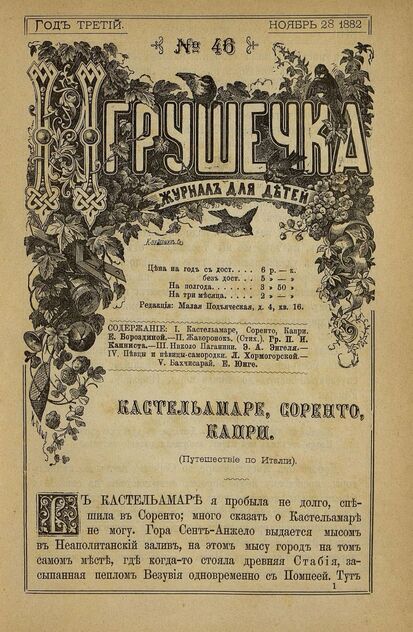 Годъ третій. Ноябрь 28 1882
№ 46
Игрушечка
журналъ для дѣтей
Цѣна на годъ съ дост. . . . 6 р. — к.
безъ дост. . . 5 » — »
На полгода. . . . . . . 3 » 50 »
На три мѣсяца. . . . . . 2 » — »
Редакція: Малая Подъяческая, д. 4, кв. 16.
СОДЕРЖАНІЕ: I. Кастельамаре, Соренто, Капри.
Е. Бороздиной.—II. Жаворонокъ. (Стих.). Гр. П. И.
Капниста.—III. Николо Паганини. Э. А. Энгеля.—
IV. Пѣвцы и пѣвицы-самородки. Л. Хормогорской.—
V. Бахчисарай. Е. Юнге.
КАСТЕЛЬАМАРЕ, СОРЕНТО,
КАПРИ.
(Путешествіе по Италіи).
ВЪ КАСТЕЛЬАМАРѢ я пробыла не долго, спѣ-
шила въ Соренто; много сказать о Кастельамарѣ
не могу. Гора Сентъ-Анжело выдается мысомъ
въ Неаполитанскій заливъ, на этомъ мысу городъ на томъ
самомъ мѣстѣ, гдѣ когда-то стояла древняя Стабія, за-
сыпанная пепломъ Везувія одновременно съ Помпеей. Тутъ
1